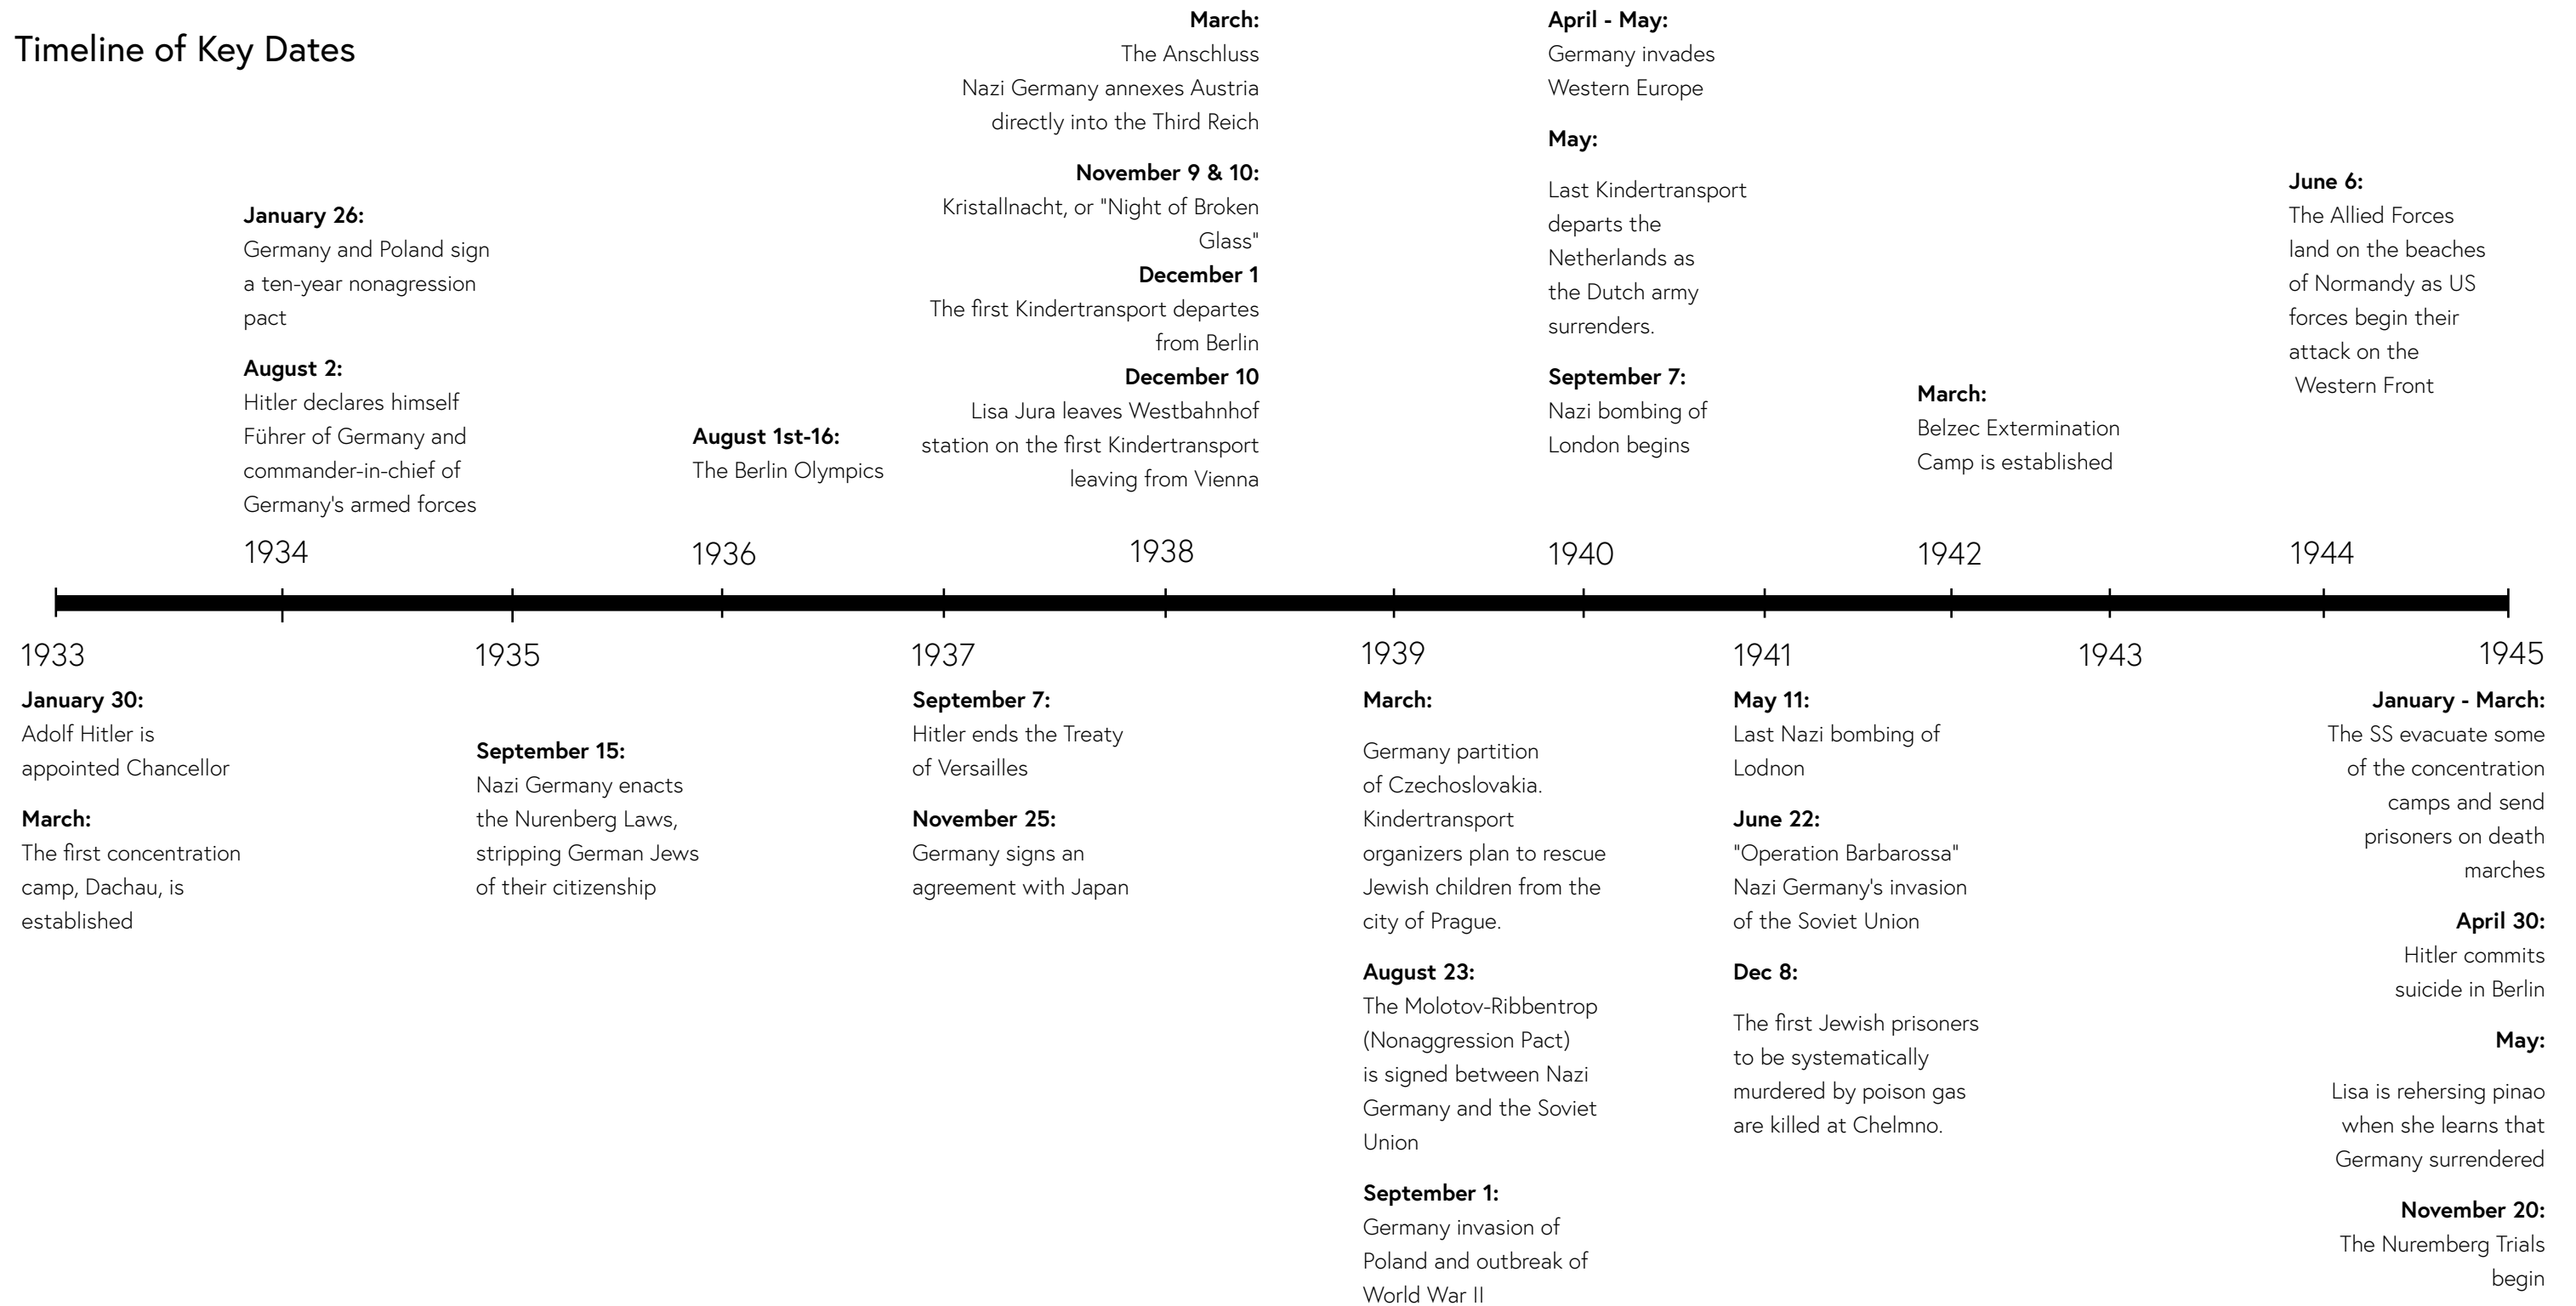 Timeline of Key Dates
January 26:
Germany and Poland sign
a ten-year nonagression
pact
August 2:
Hitler declares himself
Führer of Germany and
commander-in-chief of
Germany's armed forces
1934
August 1st-16:
The Berlin Olympics
1936
March:
The Anschluss
Nazi Germany annexes Austria
directly into the Third Reich
November 9 & 10:
Kristallnacht, or "Night of Broken
Glass"
December 1
The first Kindertransport departes
from Berlin
December 10
Lisa Jura leaves Westbahnhof
station on the first Kindertransport
leaving from Vienna
1938
April - May:
Germany invades
Western Europe
May:
Last Kindertransport
departs the
Netherlands as
the Dutch army
surrenders.
September 7:
Nazi bombing of
London begins
1940
March:
Belzec Extermination
Camp is established
1942
June 6:
The Allied Forces
land on the beaches
of Normandy as US
forces begin their
attack on the
Western Front
1944
1933
January 30:
Adolf Hitler is
appointed Chancellor
March:
The first concentration
camp, Dachau, is
established
1935
September 15:
Nazi Germany enacts
the Nurenberg Laws,
stripping German Jews
of their citizenship
1937
September 7:
Hitler ends the Treaty
of Versailles
November 25:
Germany signs an
agreement with Japan
1939
March:
Germany partition
of Czechoslovakia.
Kindertransport
organizers plan to rescue
Jewish children from the
city of Prague.
August 23:
The Molotov-Ribbentrop
(Nonaggression Pact)
is signed between Nazi
Germany and the Soviet
Union
September 1:
Germany invasion of
Poland and outbreak of
World War II
1941
May 11:
Last Nazi bombing of
Lodnon
June 22:
"Operation Barbarossa"
Nazi Germany's invasion
of the Soviet Union
Dec 8:
The first Jewish prisoners
to be systematically
murdered by poison gas
are killed at Chelmno.
1943
1945
January - March:
The SS evacuate some
of the concentration
camps and send
prisoners on death
marches
April 30:
Hitler commits
suicide in Berlin
May:
Lisa is rehersing pinao
when she learns that
Germany surrendered
November 20:
The Nuremberg Trials
begin